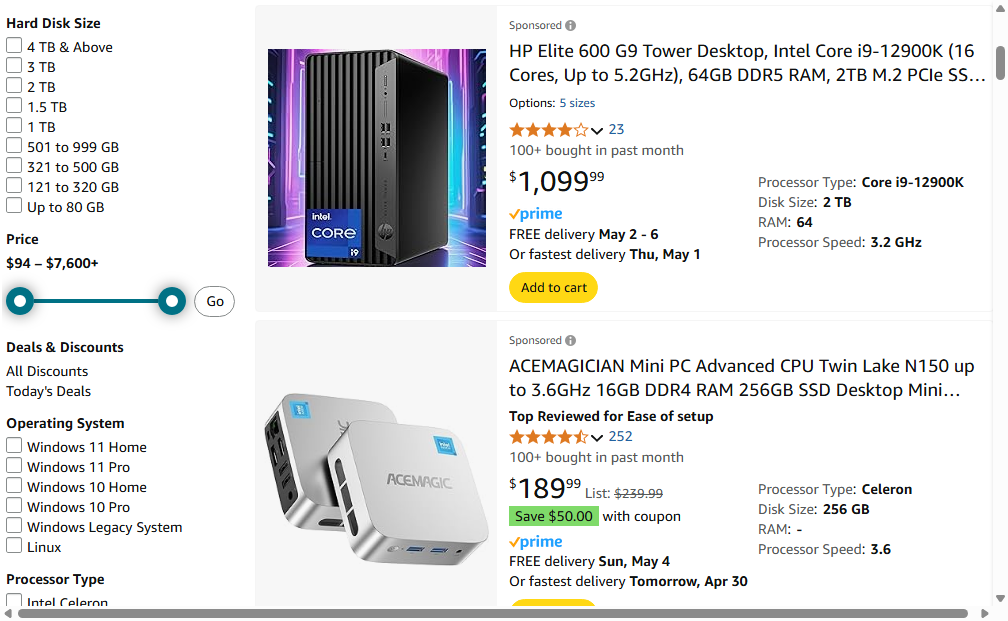 Hard Disk Size
4 TB & Above
3 TB
2 TB
1.5 TB
1 TB
501 to 999 GB
321 to 500 GB
121 to 320 GB
Up to 80 GB
Price
$94 – $7,600+
Go
Deals & Discounts
All Discounts
Today's Deals
Operating System
Windows 11 Home
Windows 11 Pro
Windows 10 Home
Windows 10 Pro
Windows Legacy System
Linux
Processor Type
Intel Celeron
intel.
CORE
i9
hp
Sponsored
HP Elite 600 G9 Tower Desktop, Intel Core i9-12900K (16
Cores, Up to 5.2GHz), 64GB DDR5 RAM, 2TB M.2 PCIe SS…
Options: 5 sizes
23
100+ bought in past month
$1,099.99
prime
FREE delivery May 2 - 6
Or fastest delivery Thu, May 1
Add to cart
Processor Type: Core i9-12900K
Disk Size: 2 TB
RAM: 64
Processor Speed: 3.2 GHz
ACEMAGIC
Sponsored
ACEMAGICIAN Mini PC Advanced CPU Twin Lake N150 up
to 3.6GHz 16GB DDR4 RAM 256GB SSD Desktop Mini…
Top Reviewed for Ease of setup
252
100+ bought in past month
$189.99 List: $239.99
Save $50.00 with coupon
prime
FREE delivery Sun, May 4
Or fastest delivery Tomorrow, Apr 30
Processor Type: Celeron
Disk Size: 256 GB
RAM: -
Processor Speed: 3.6